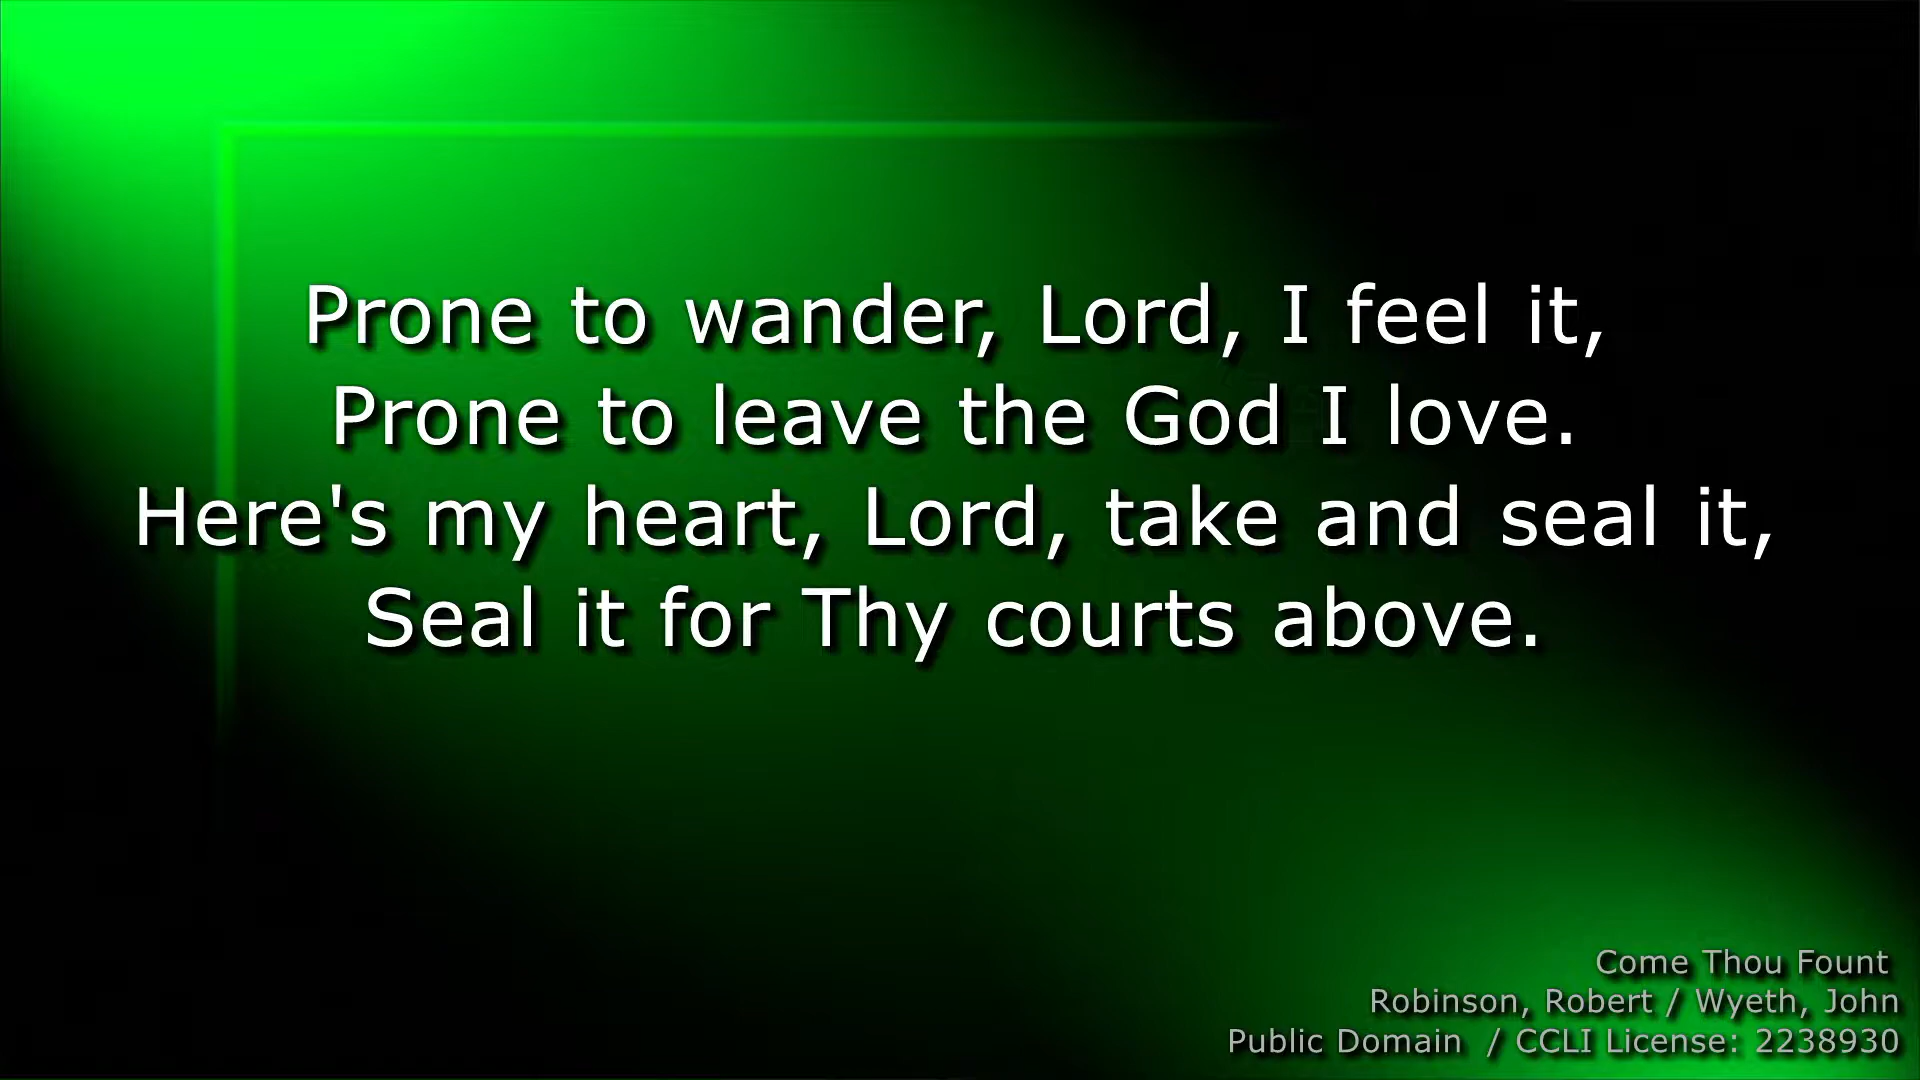 Prone to wander, Lord, I feel it,
Prone to leave the God I love.
Here's my heart, Lord, take and seal it,
Seal it for Thy courts above.
Come Thou Fount
Robinson, Robert / Wyeth, John
Public Domain  / CCLI License: 2238930